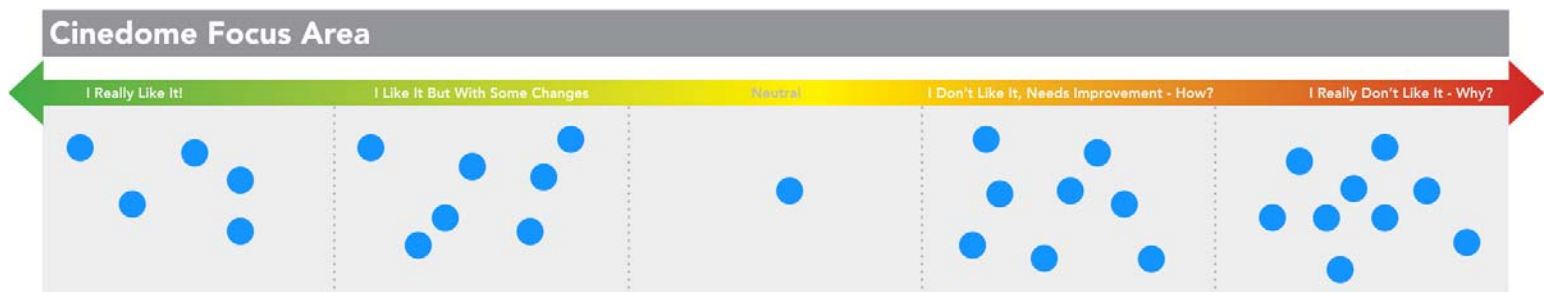 Cinedome Focus Area
I Really Like It!
I Like It But With Some Changes
Neutral
I Don't Like It, Needs Improvement - How?
I Really Don't Like It - Why?